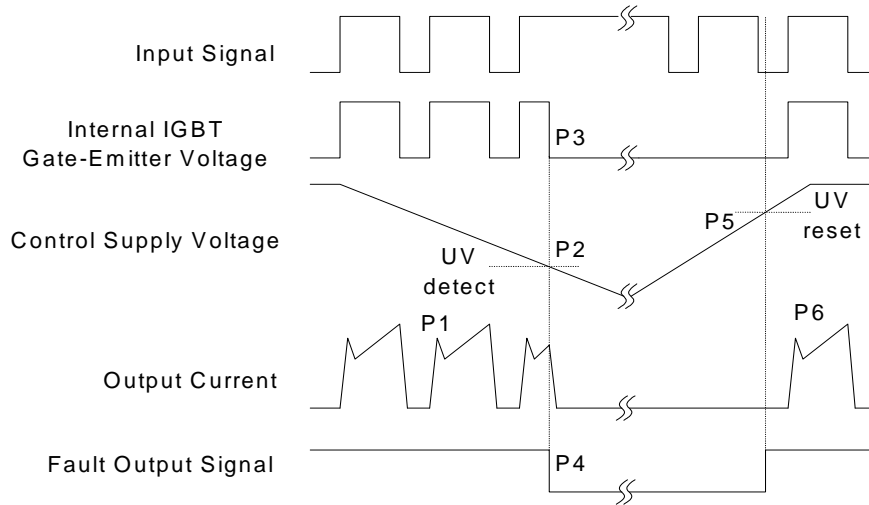 Input Signal
Internal IGBT
Gate-Emitter Voltage
P3
Control Supply Voltage
UV
detect
P2
P5
UV
reset
P1
P6
Output Current
Fault Output Signal
P4